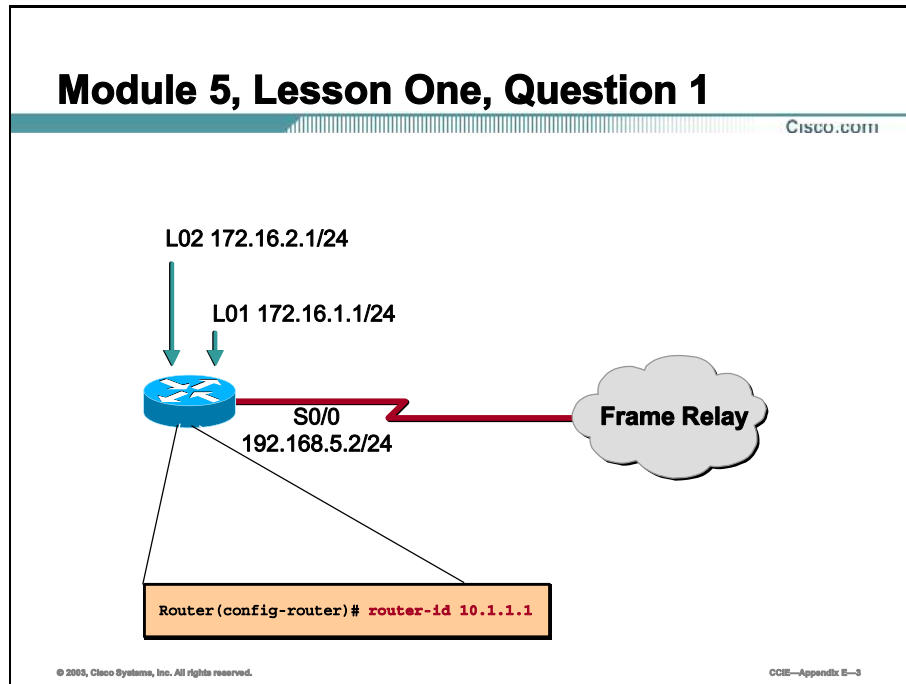 Module 5, Lesson One, Question 1
Cisco.com
L02 172.16.2.1/24
L01 172.16.1.1/24
S0/0
192.168.5.2/24
Frame Relay
Router(config-router)# router-id 10.1.1.1
© 2003, Cisco Systems, Inc. All rights reserved.
CCIE—Appendix E—3